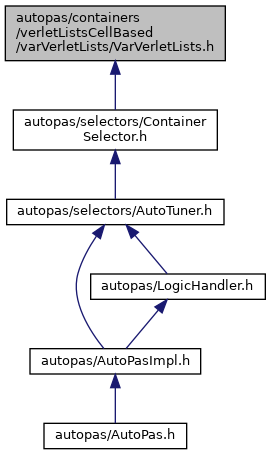 autopas/containers
/verletListsCellBased
/varVerletLists/VarVerletLists.h
autopas/selectors/Container
Selector.h
autopas/selectors/AutoTuner.h
autopas/LogicHandler.h
autopas/AutoPasImpl.h
autopas/AutoPas.h